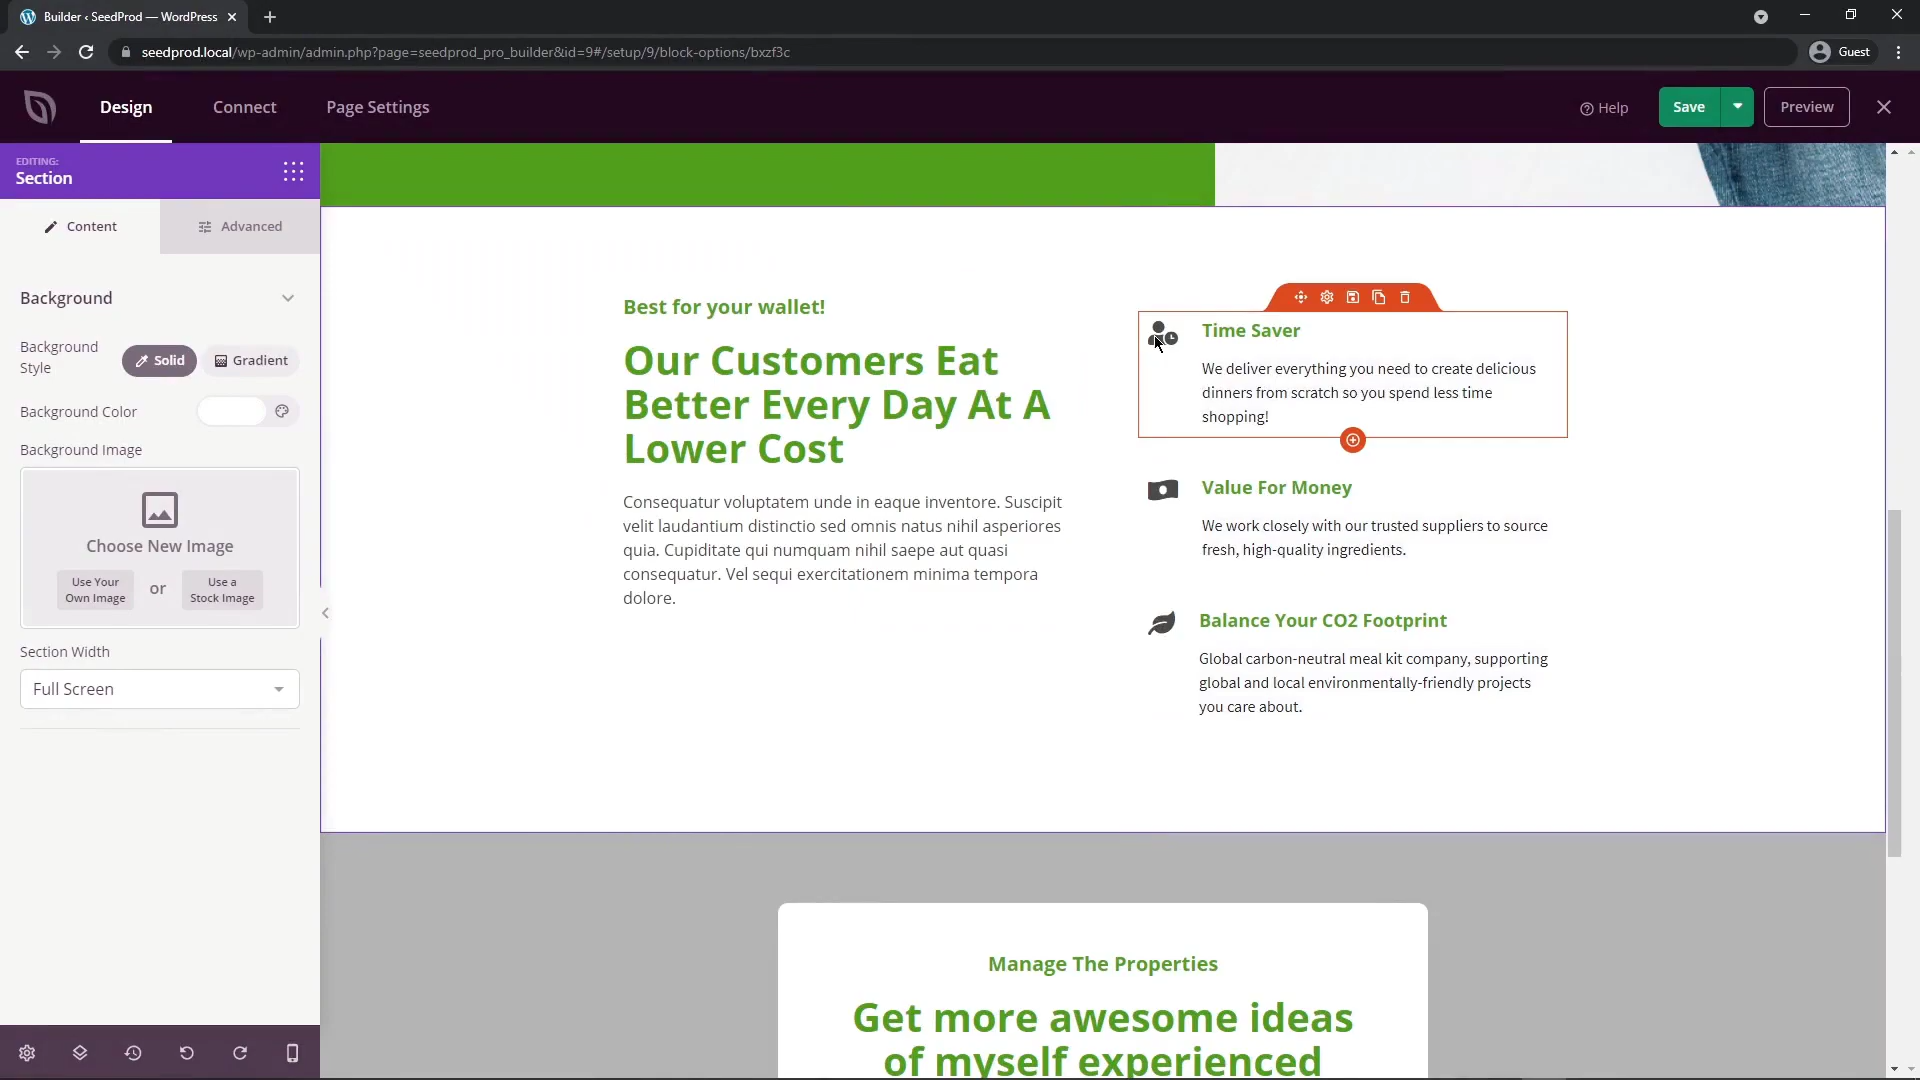 Builder ‹ SeedProd — WordPress
seedprod.local/wp-admin/admin.php?page=seedprod_pro_builder&id=9#/setup/9/block-options/bxzf3c
Guest
Design
Connect
Page Settings
Help
Save
Preview
EDITING:
Section
Content
Advanced
Background
Background
Style
Solid
Gradient
Background Color
Background Image
Choose New Image
Use Your
Own Image
or
Use a
Stock Image
Section Width
Full Screen
Best for your wallet!
Our Customers Eat
Better Every Day At A
Lower Cost
Consequatur voluptatem unde in eaque inventore. Suscipit
velit laudantium distinctio sed omnis natus nihil asperiores
quia. Cupiditate qui numquam nihil saepe aut quasi
consequatur. Vel sequi exercitationem minima tempora
dolore.
Time Saver
We deliver everything you need to create delicious
dinners from scratch so you spend less time
shopping!
Value For Money
We work closely with our trusted suppliers to source
fresh, high-quality ingredients.
Balance Your CO2 Footprint
Global carbon-neutral meal kit company, supporting
global and local environmentally-friendly projects
you care about.
Manage The Properties
Get more awesome ideas
of myself experienced